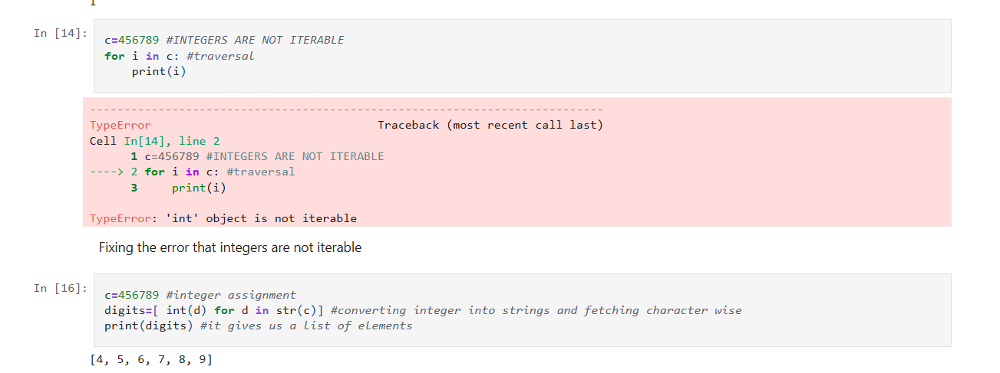 In [14]:
c=456789 #INTEGERS ARE NOT ITERABLE
for i in c: #traversal
    print(i)
---------------------------------------------------------------------------
TypeError                                 Traceback (most recent call last)
Cell In[14], line 2
      1 c=456789 #INTEGERS ARE NOT ITERABLE
----> 2 for i in c: #traversal
      3     print(i)
TypeError: 'int' object is not iterable
Fixing the error that integers are not iterable
In [16]:
c=456789 #integer assignment
digits=[ int(d) for d in str(c)] #converting integer into strings and fetching character wise
print(digits) #it gives us a list of elements
[4, 5, 6, 7, 8, 9]